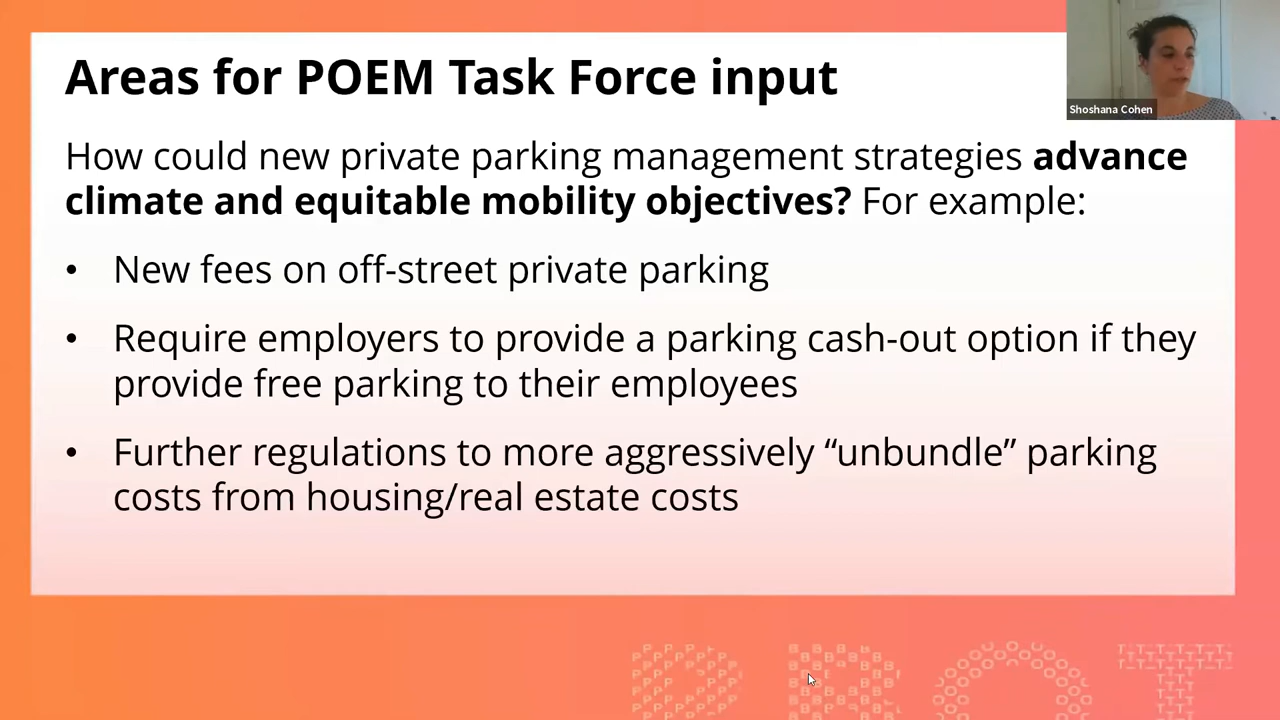 Areas for POEM Task Force input
Shoshana Cohen
How could new private parking management strategies advance
climate and equitable mobility objectives? For example:
• New fees on off-street private parking
• Require employers to provide a parking cash-out option if they
provide free parking to their employees
• Further regulations to more aggressively “unbundle” parking
costs from housing/real estate costs
PBOT